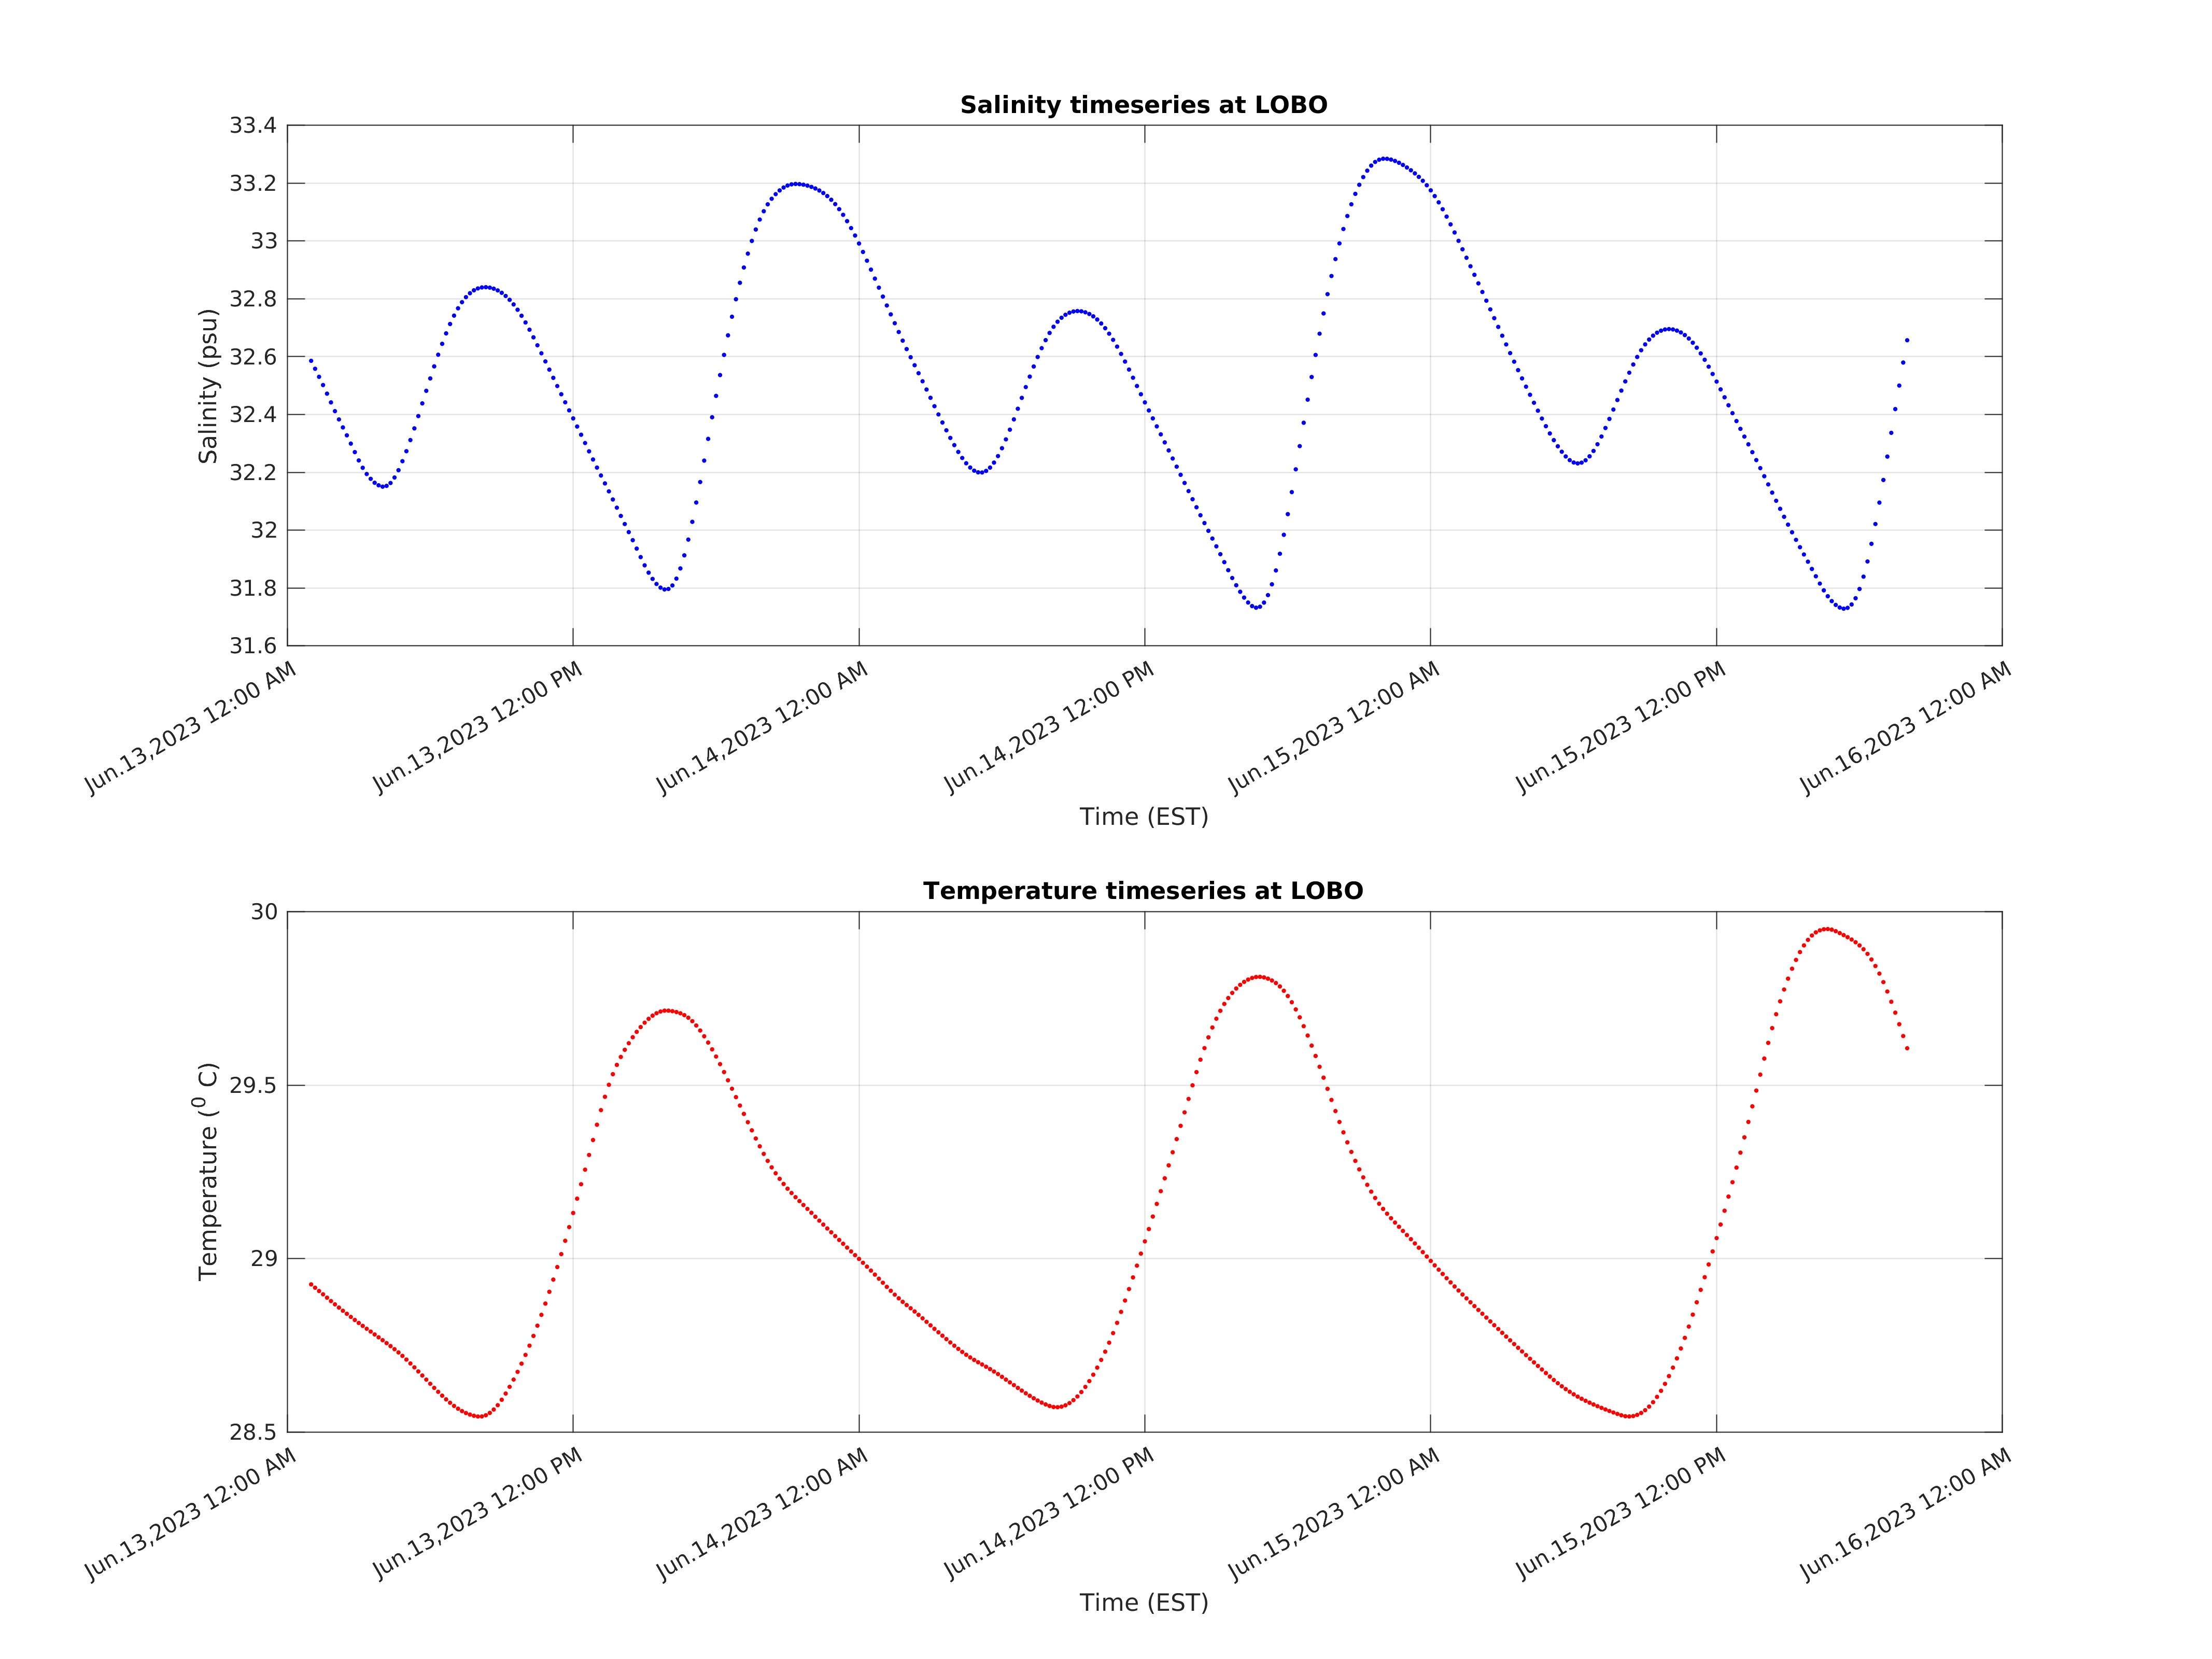 Salinity timeseries at LOBO
Salinity (psu)
33.4
33.2
33
32.8
32.6
32.4
32.2
32
31.8
31.6
Jun.13,2023 12:00 AM
Jun.13,2023 12:00 PM
Jun.14,2023 12:00 AM
Jun.14,2023 12:00 PM
Jun.15,2023 12:00 AM
Jun.15,2023 12:00 PM
Jun.16,2023 12:00 AM
Time (EST)
Temperature timeseries at LOBO
Temperature (⁰ C)
30
29.5
29
28.5
Jun.13,2023 12:00 AM
Jun.13,2023 12:00 PM
Jun.14,2023 12:00 AM
Jun.14,2023 12:00 PM
Jun.15,2023 12:00 AM
Jun.15,2023 12:00 PM
Jun.16,2023 12:00 AM
Time (EST)